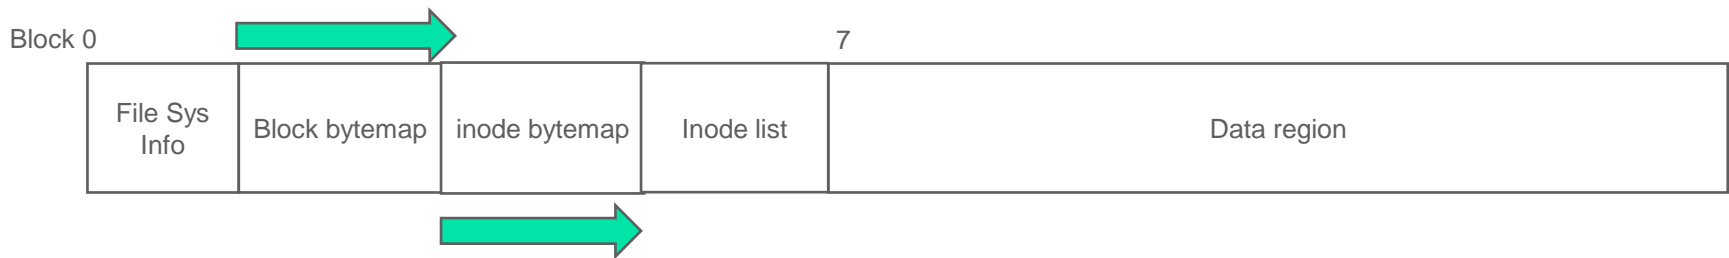 Block 0
7
File Sys
Info
Block bytemap
inode bytemap
Inode list
Data region